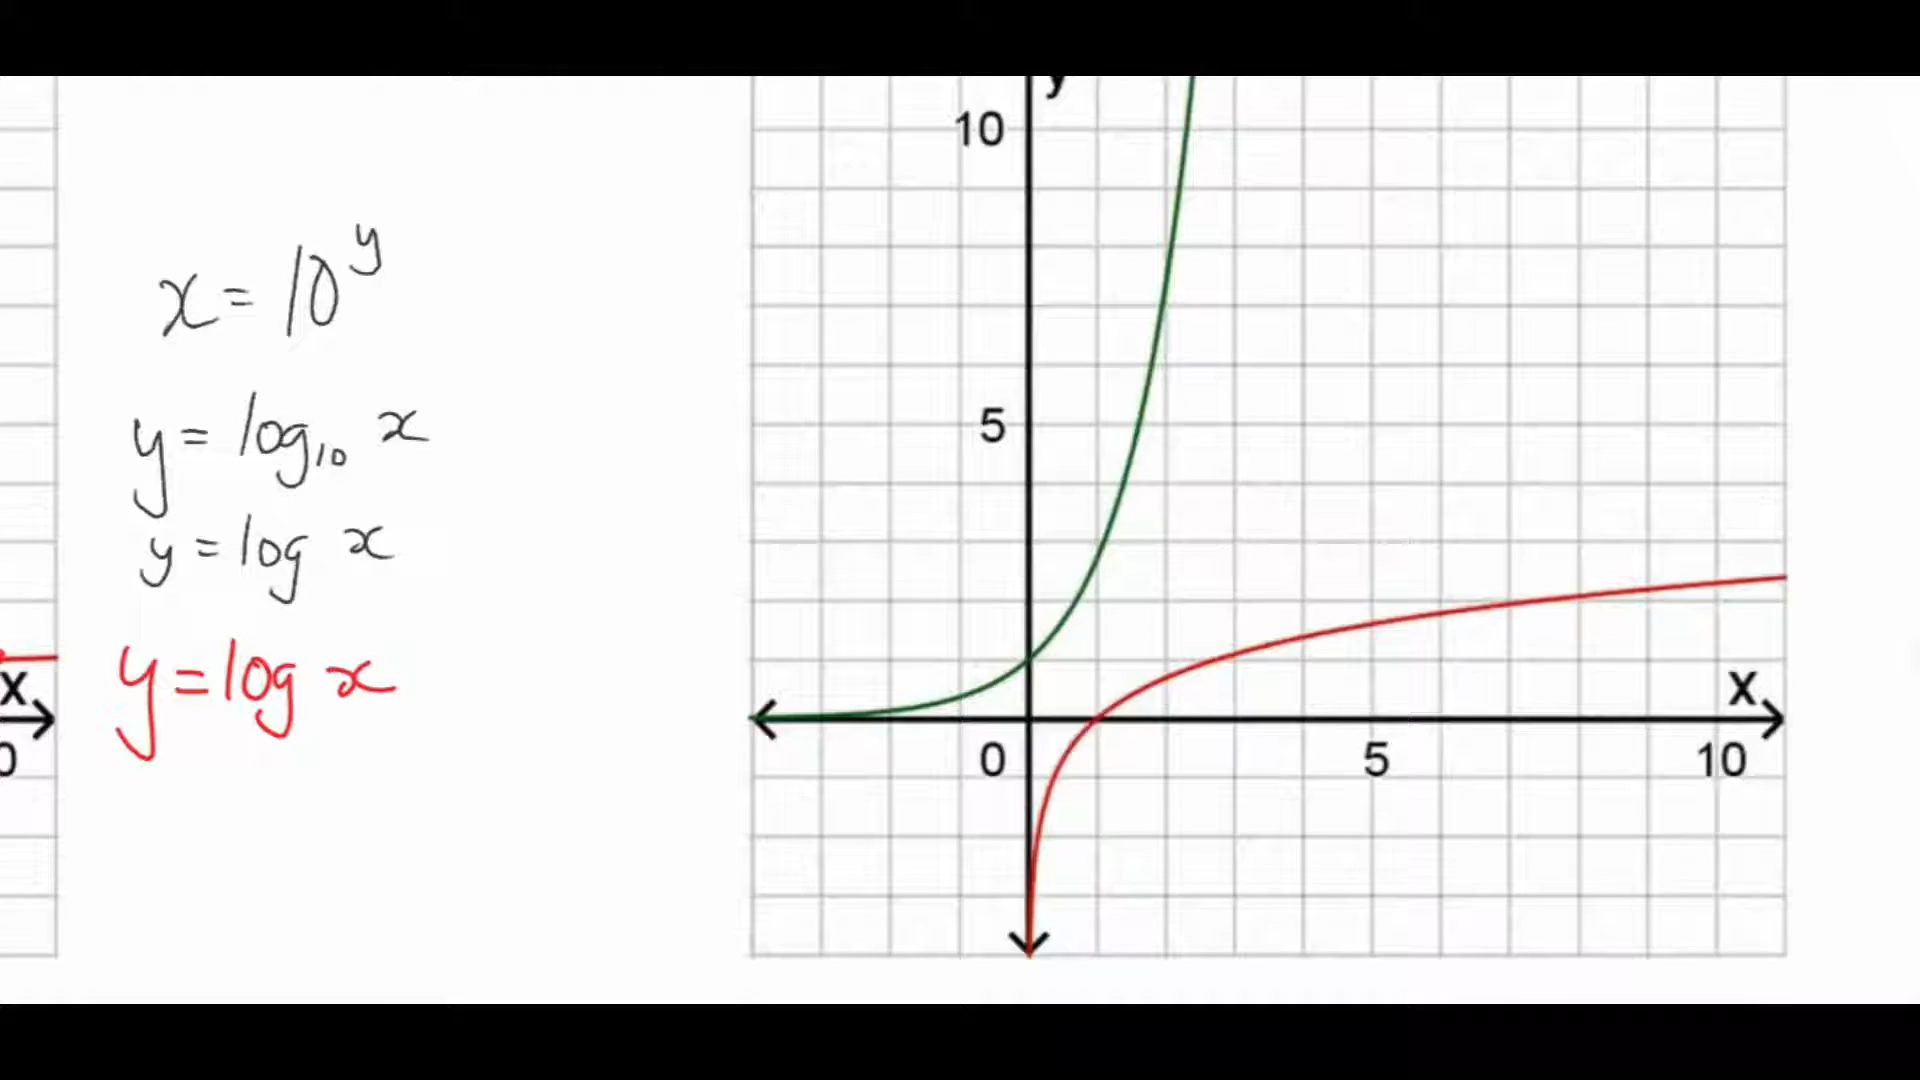 x = 10^y
y = log₁₀ x
y = log x
y = log x
x
0
y
10
5
x
0
5
10